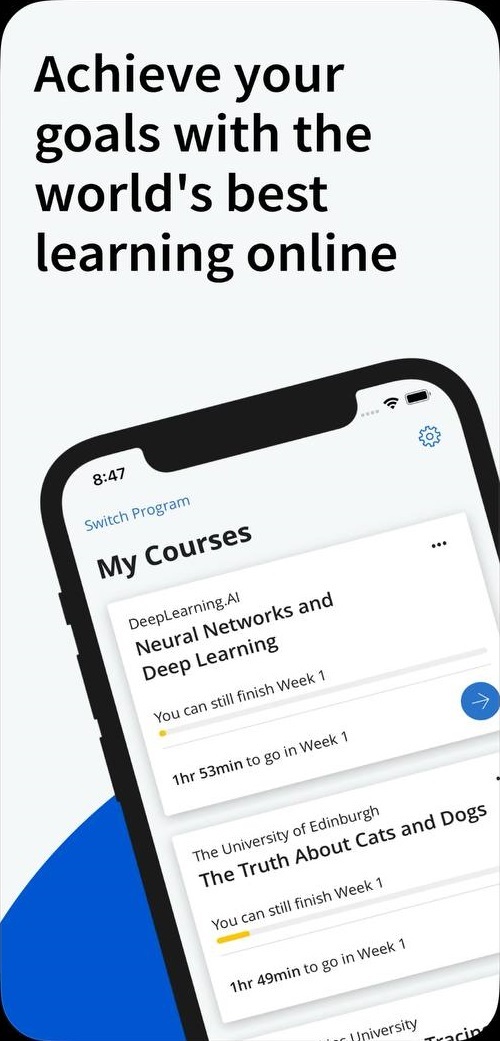 Achieve your
goals with the
world's best
learning online
8:47
Switch Program
My Courses
DeepLearning.AI
Neural Networks and
Deep Learning
You can still finish Week 1
1hr 53min to go in Week 1
The University of Edinburgh
The Truth About Cats and Dogs
You can still finish Week 1
1hr 49min to go in Week 1
University